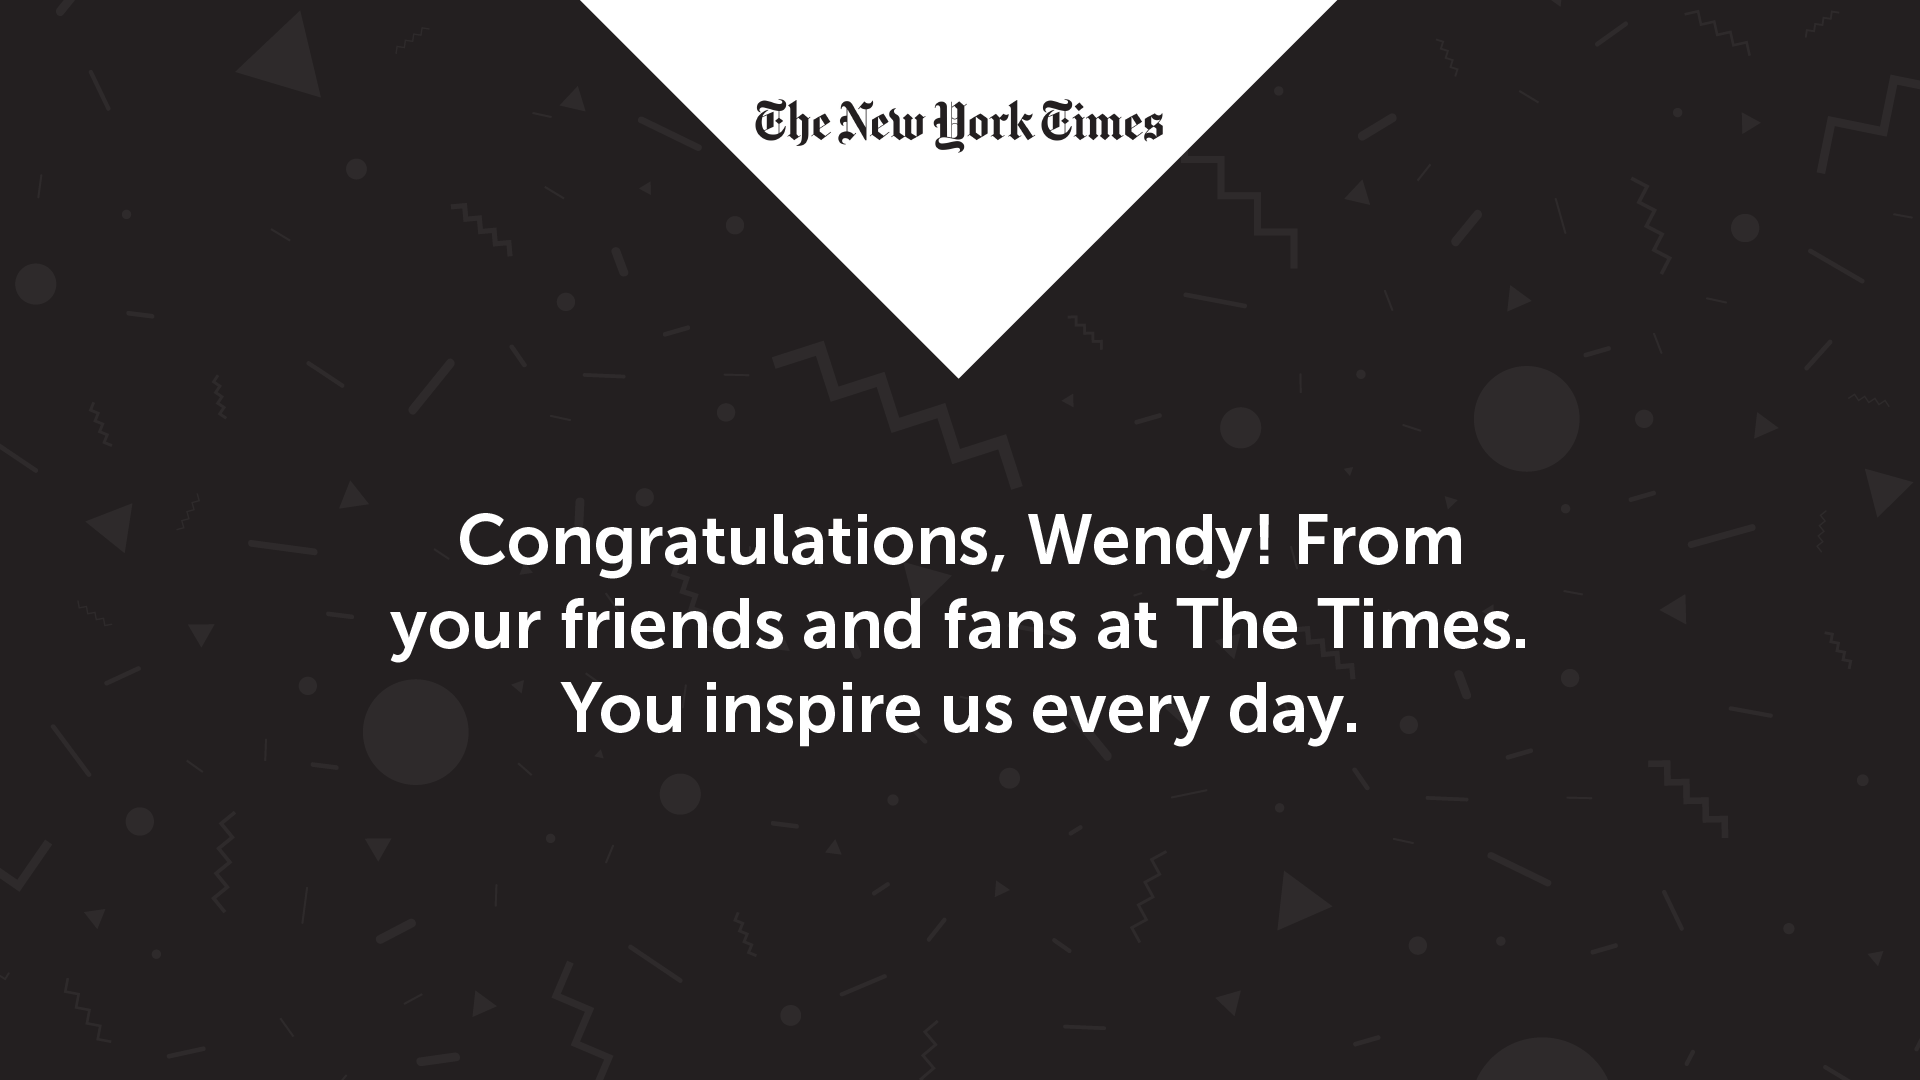 The New York Times
Congratulations, Wendy! From
your friends and fans at The Times.
You inspire us every day.